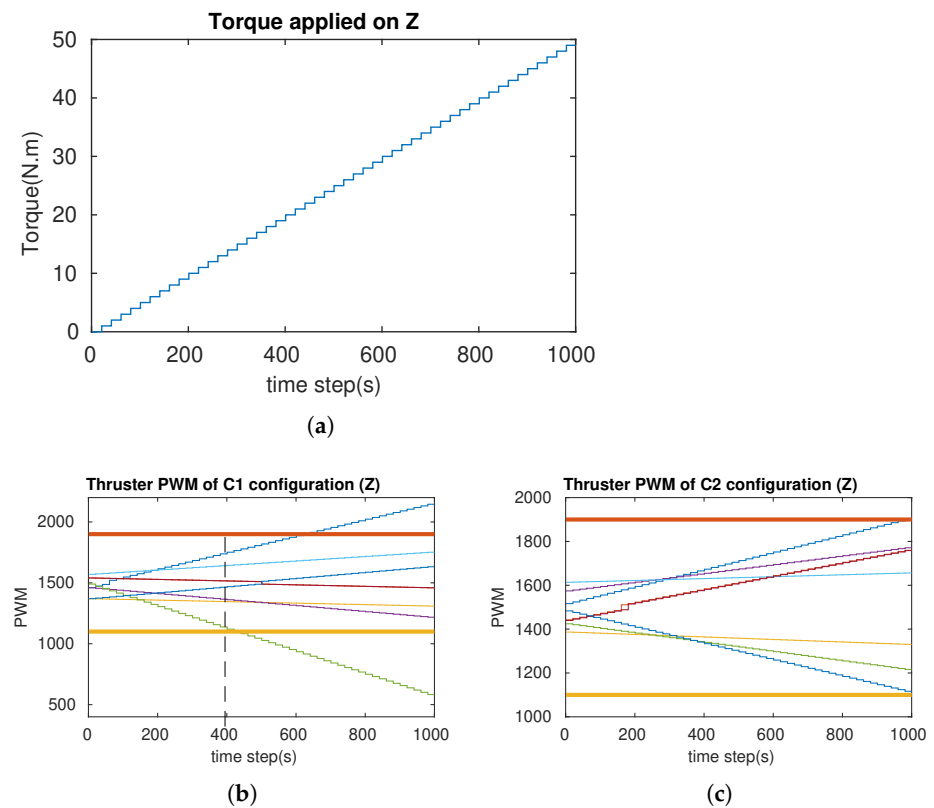 Torque applied on Z
50
40
30
20
10
0
Torque(N.m)
0 200 400 600 800 1000
time step(s)
(a)
Thruster PWM of C1 configuration (Z)
2000
1500
1000
500
PWM
0 200 400 600 800 1000
time step(s)
(b)
Thruster PWM of C2 configuration (Z)
2000
1800
1600
1400
1200
1000
PWM
0 200 400 600 800 1000
time step(s)
(c)